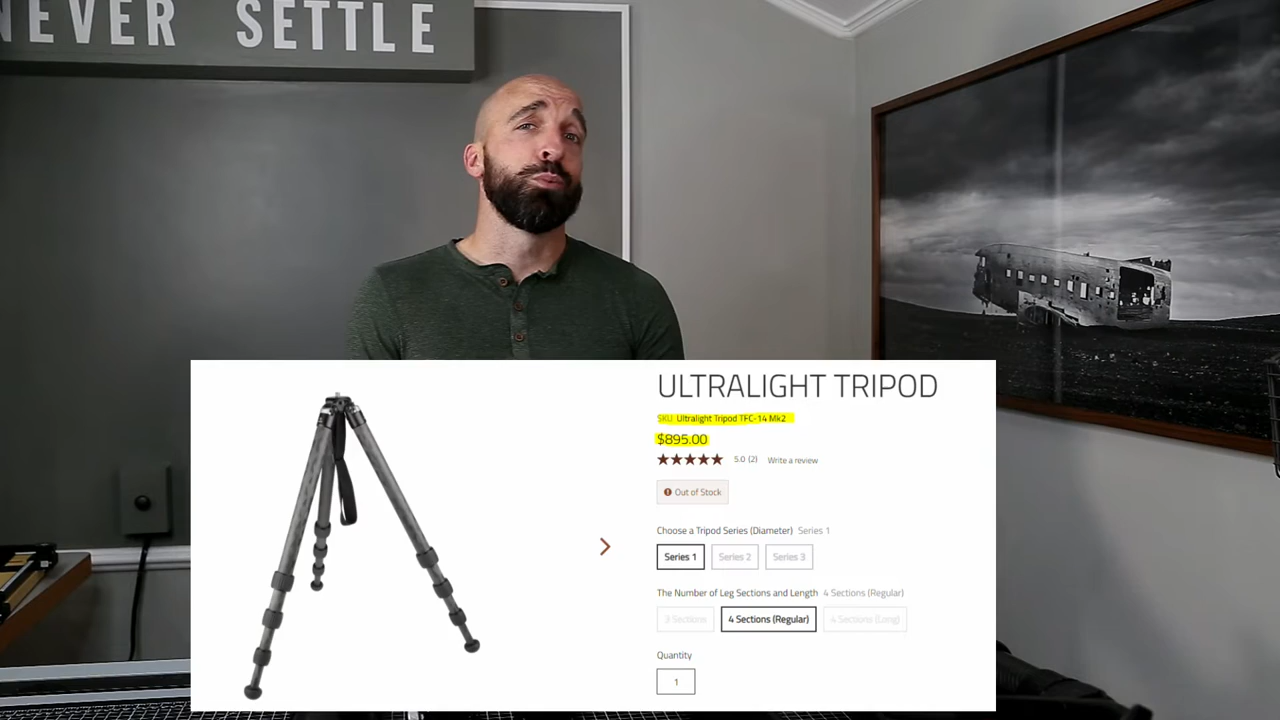 NEVER SETTLE
ULTRALIGHT TRIPOD
SKU Ultralight Tripod TFC-14 Mk2
$895.00
5.0 (2) Write a review
Out of Stock
Choose a Tripod Series (Diameter) Series 1
Series 1 Series 2 Series 3
The Number of Leg Sections and Length 4 Sections (Regular)
3 Sections 4 Sections (Regular) 4 Sections (Long)
Quantity
1